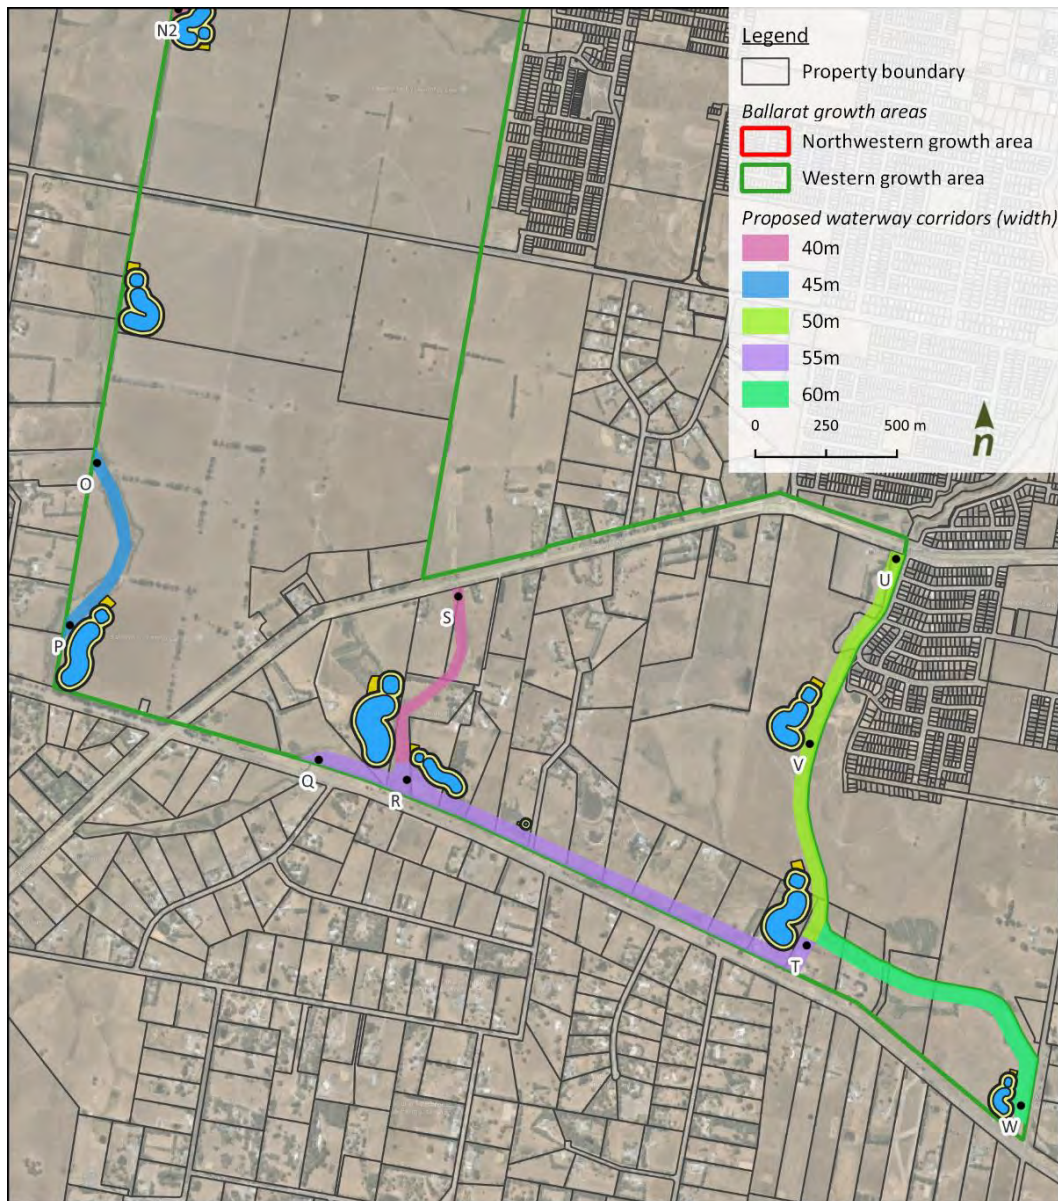 N2
Legend
Property boundary
Ballarat growth areas
Northwestern growth area
Western growth area
Proposed waterway corridors (width)
40m
45m
50m
55m
60m
0 250 500 m
n
O
P
S
U
Q
R
V
T
W